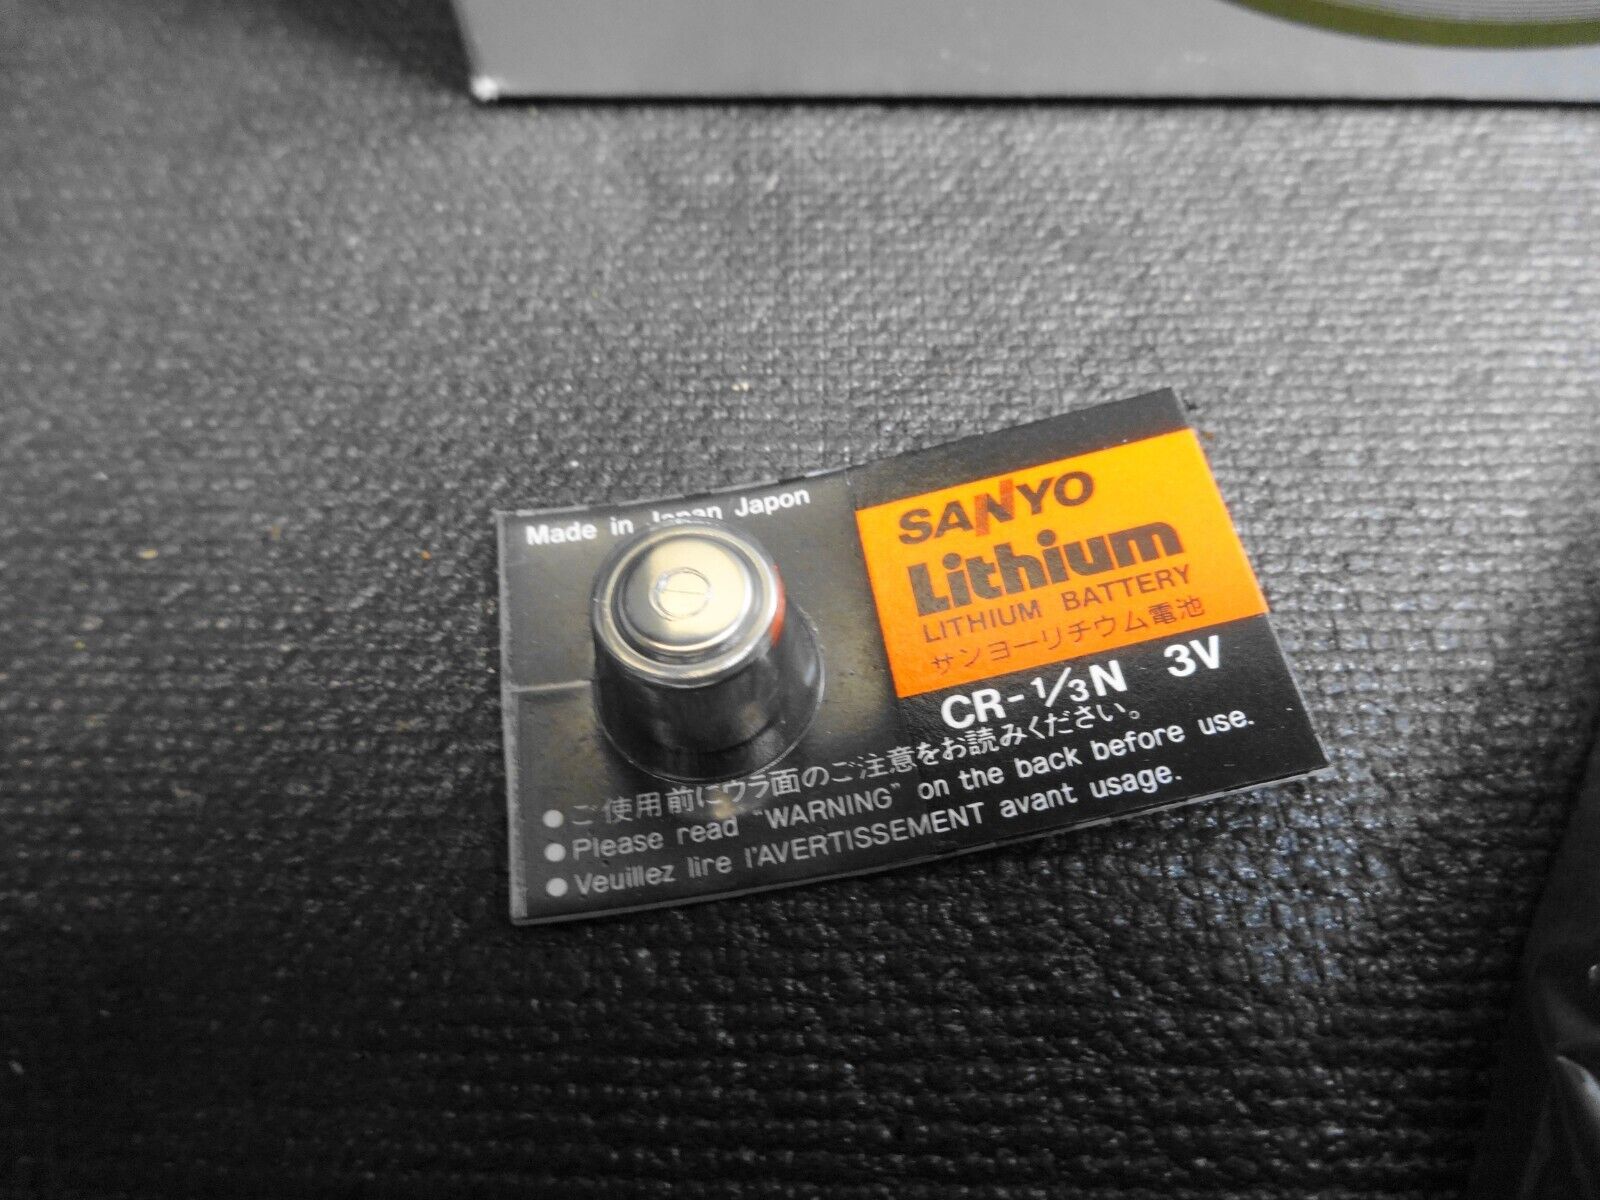 Made in Japan Japon
SANYO
Lithium
LITHIUM BATTERY
サンヨーリチウム電池
CR-1/3N 3V
●ご使用前にウラ面のご注意をお読みください。
●Please read "WARNING" on the back before use.
●Veuillez lire l'AVERTISSEMENT avant usage.